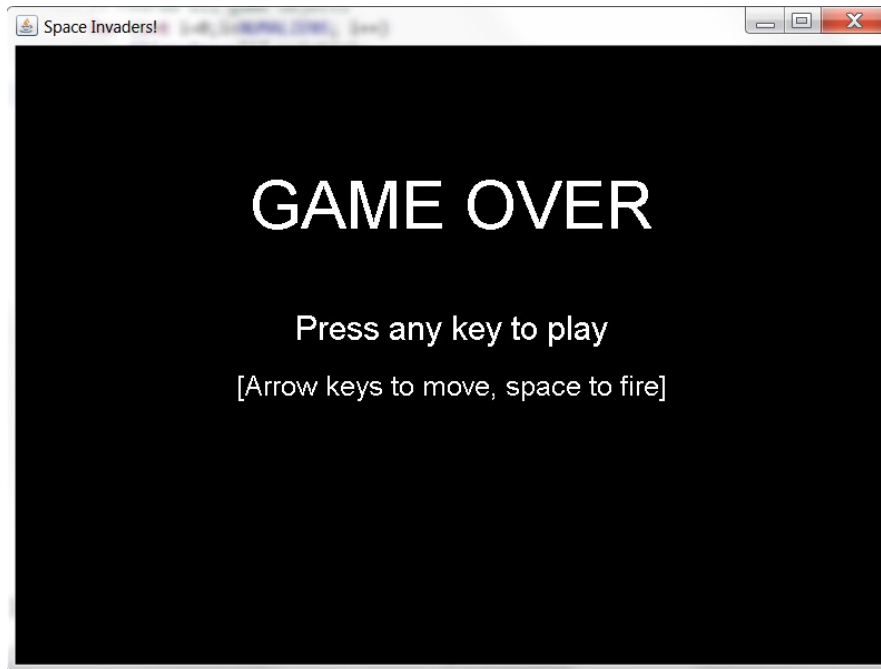 Space Invaders!
GAME OVER
Press any key to play
[Arrow keys to move, space to fire]